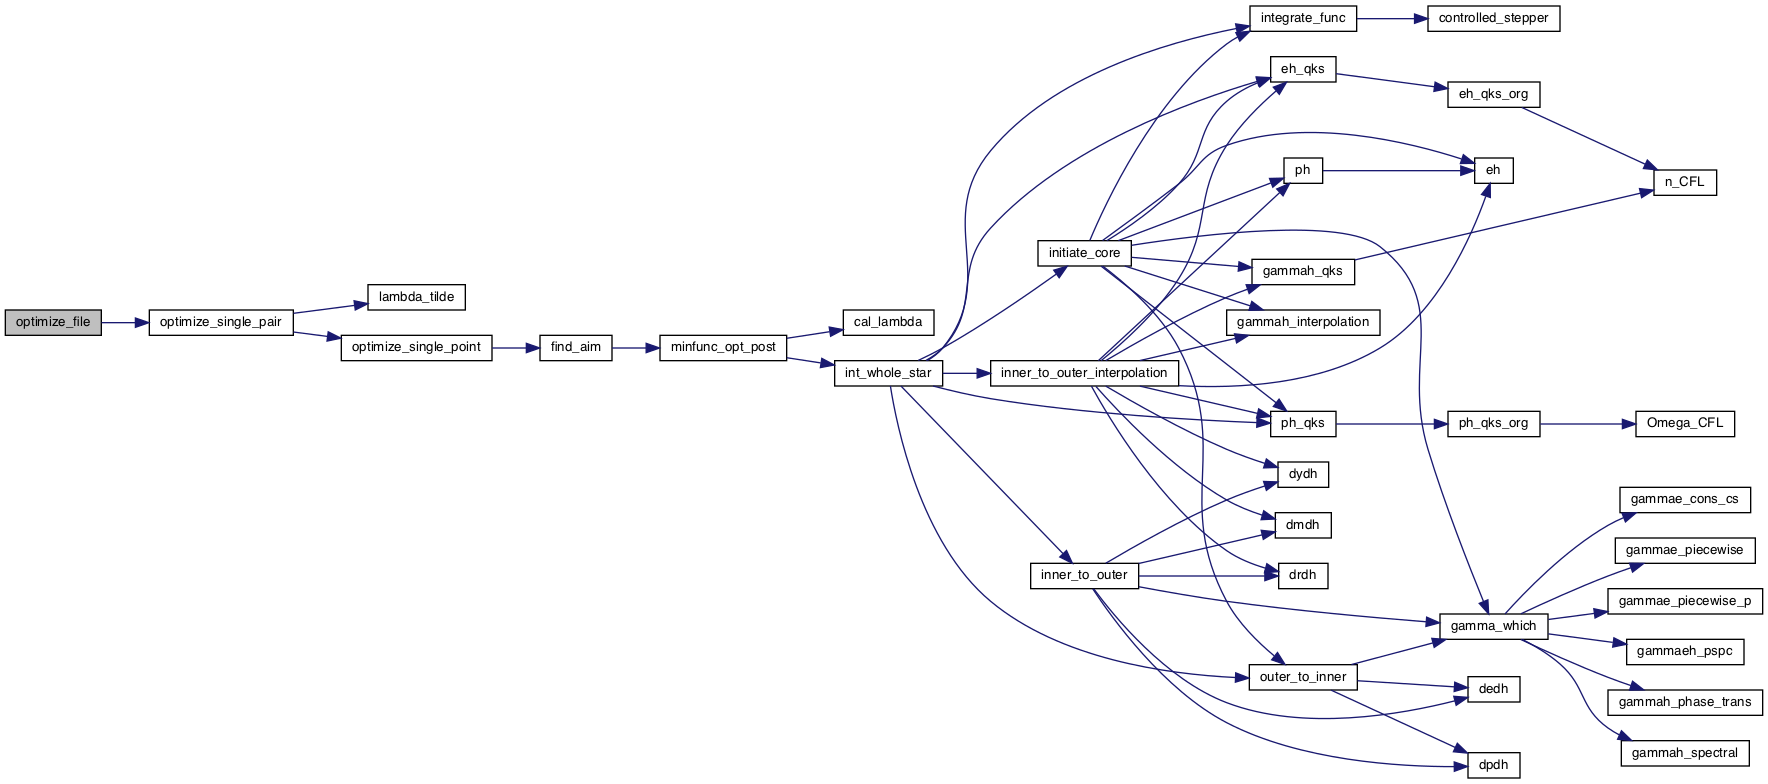 optimize_file
optimize_single_pair
lambda_tilde
optimize_single_point
find_aim
minfunc_opt_post
cal_lambda
int_whole_star
initiate_core
inner_to_outer_interpolation
inner_to_outer
integrate_func
controlled_stepper
eh_qks
eh_qks_org
ph
eh
n_CFL
gammah_qks
gammah_interpolation
ph_qks
ph_qks_org
Omega_CFL
dydh
dmdh
drdh
outer_to_inner
gamma_which
dedh
dpdh
gammae_cons_cs
gammae_piecewise
gammae_piecewise_p
gammaeh_pspc
gammah_phase_trans
gammah_spectral